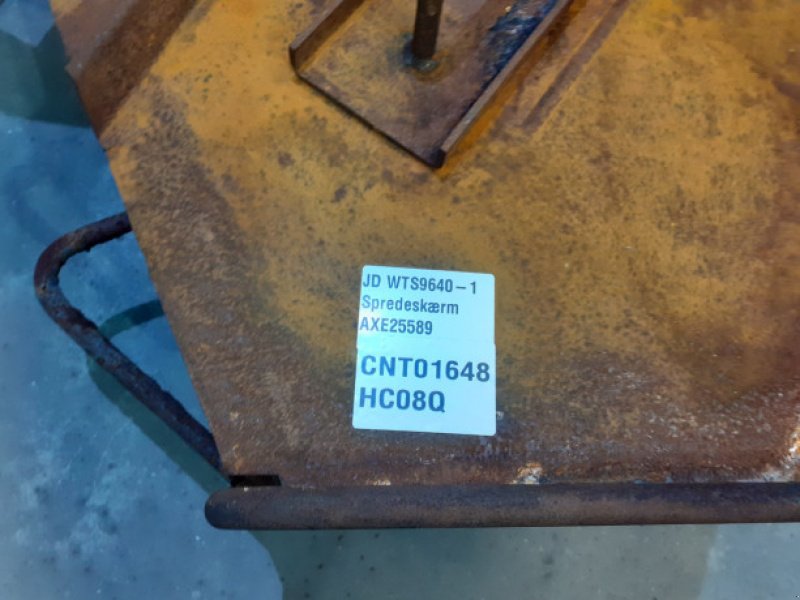 JD WTS9640-1
Spredeskærm
AXE25589
CNT01648
HC08Q